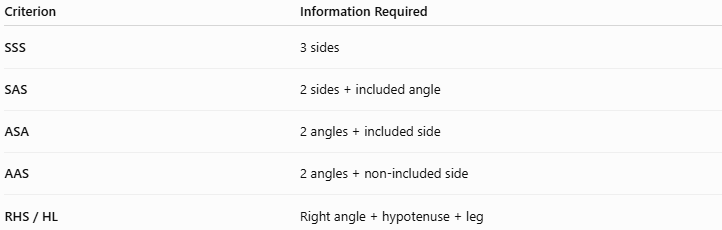 Criterion Information Required
SSS 3 sides
SAS 2 sides + included angle
ASA 2 angles + included side
AAS 2 angles + non-included side
RHS / HL Right angle + hypotenuse + leg